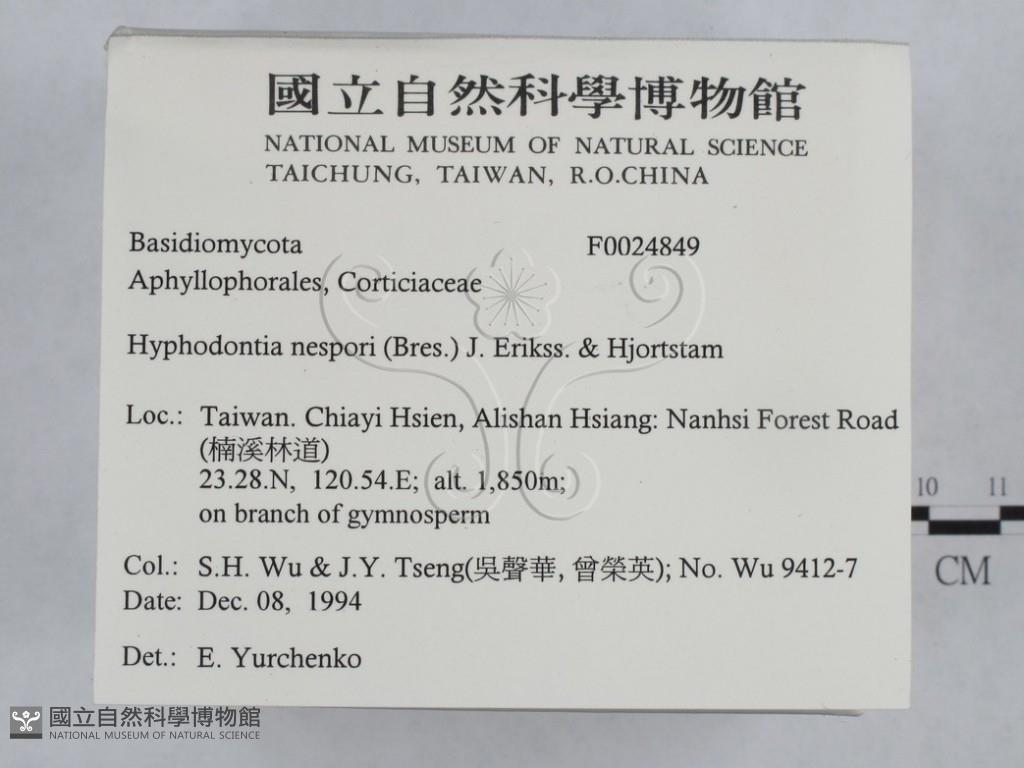 國立自然科學博物館
NATIONAL MUSEUM OF NATURAL SCIENCE
TAICHUNG, TAIWAN, R.O.CHINA
Basidiomycota F0024849
Aphyllophorales, Corticiaceae
Hyphodontia nespori (Bres.) J. Erikss. & Hjortstam
Loc.: Taiwan. Chiayi Hsien, Alishan Hsiang: Nanhsi Forest Road
(楠溪林道)
23.28.N, 120.54.E; alt. 1,850m;
on branch of gymnosperm
Col.: S.H. Wu & J.Y. Tseng(吳聲華, 曾榮英); No. Wu 9412-7
Date: Dec. 08, 1994
Det.: E. Yurchenko
10 11
CM
國立自然科學博物館
NATIONAL MUSEUM OF NATURAL SCIENCE